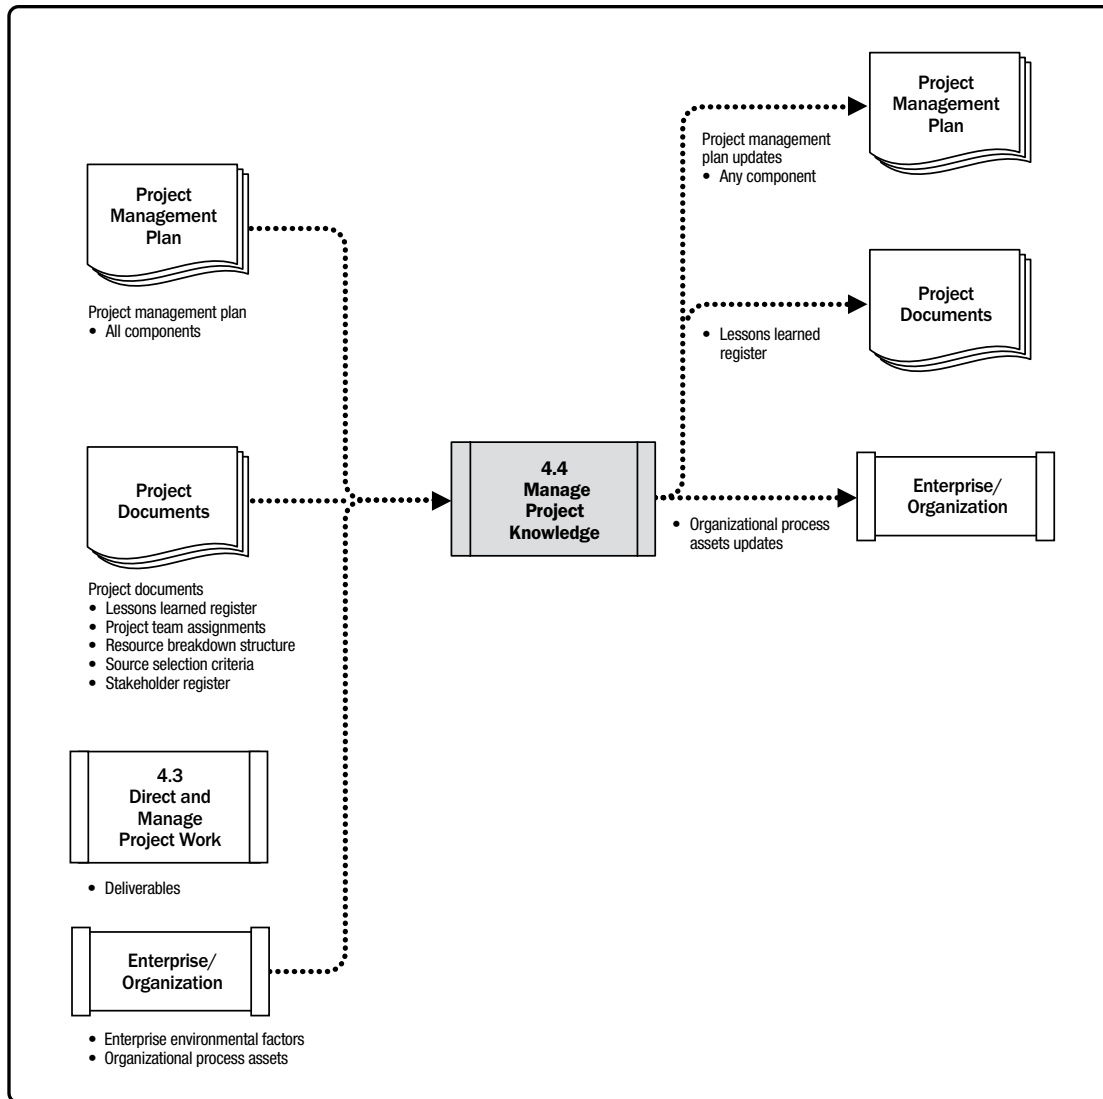 Project
Management
Plan
Project management plan
• All components
Project
Documents
Project documents
• Lessons learned register
• Project team assignments
• Resource breakdown structure
• Source selection criteria
• Stakeholder register
4.3
Direct and
Manage
Project Work
• Deliverables
Enterprise/
Organization
• Enterprise environmental factors
• Organizational process assets
4.4
Manage
Project
Knowledge
Project management
plan updates
• Any component
Project
Management
Plan
• Lessons learned
register
Project
Documents
• Organizational process
assets updates
Enterprise/
Organization